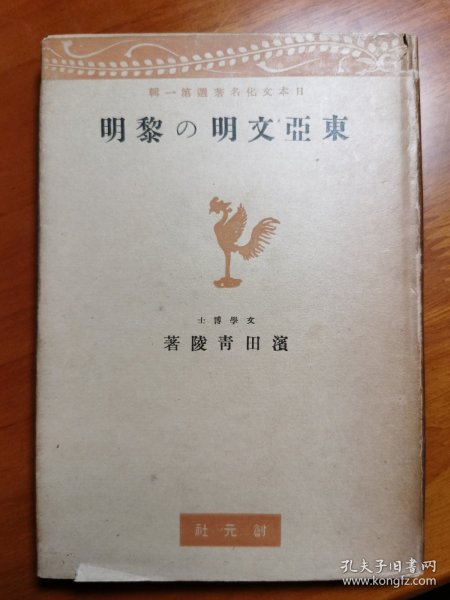 日本文化名著選第一輯
東亞文明の黎明
文學博士
濱田靑陵著
創元社
孔夫子旧书网
www.kongfz.com